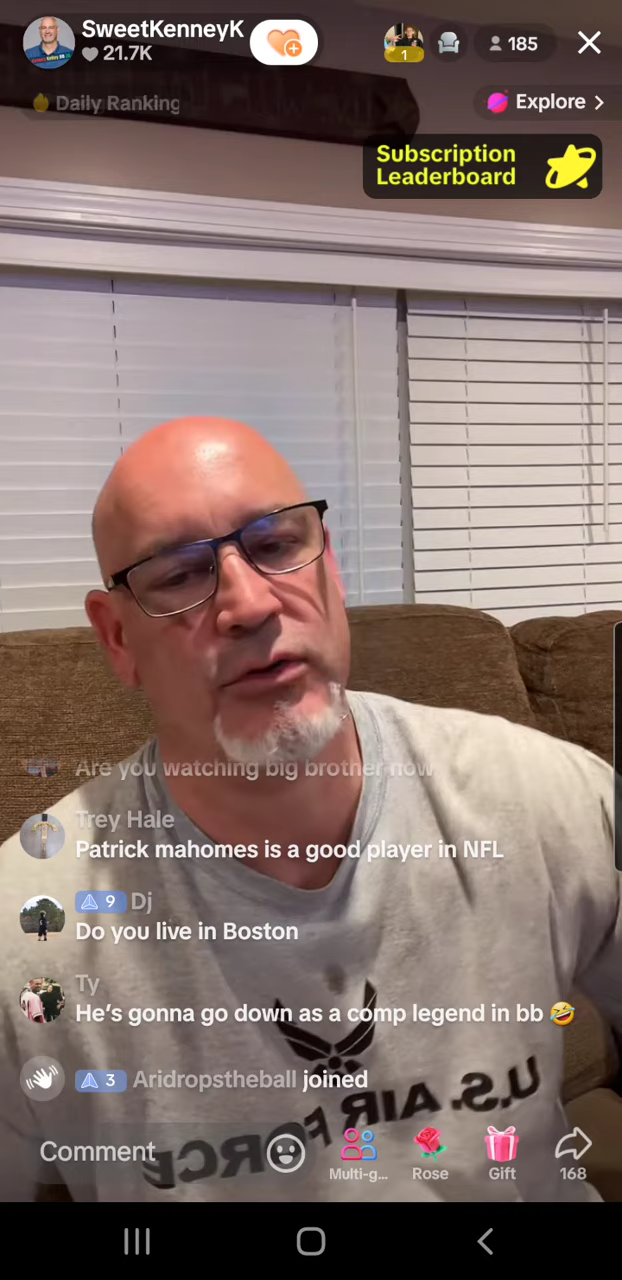 SweetKenneyK
21.7K
1
185
Daily Ranking
Explore >
Subscription
Leaderboard
Are you watching big brother now
Trey Hale
Patrick mahomes is a good player in NFL
9 Dj
Do you live in Boston
Ty
He's gonna go down as a comp legend in bb 🤣
3 Aridropstheball joined
U.S. AIR FORCE
Comment
Multi-g...
Rose
Gift
168